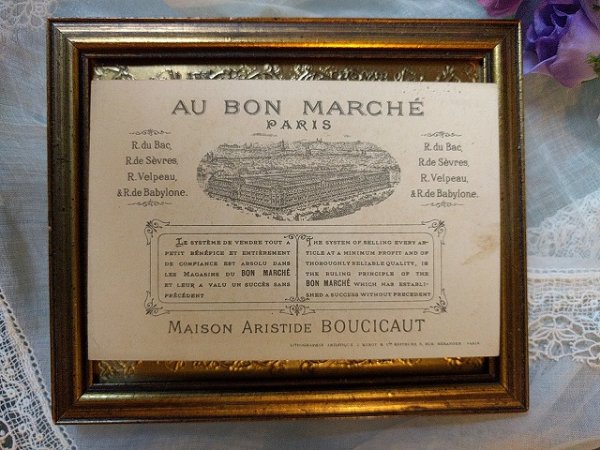 AU BON MARCHÉ
PARIS
R. du Bac,
R. de Sèvres,
R. Velpeau,
& R. de Babylone.
R. du Bac,
R. de Sèvres,
R. Velpeau,
& R. de Babylone.
LE SYSTÈME DE VENDRE TOUT A
PETIT BÉNÉFICE ET ENTIÈREMENT
DE CONFIANCE EST ABSOLU DANS
LES MAGASINS DU BON MARCHÉ
ET LEUR A VALU UN SUCCÈS SANS
PRÉCÉDENT
THE SYSTEM OF SELLING EVERY AR-
TICLE AT A MINIMUM PROFIT AND OF
THOROUGHLY RELIABLE QUALITY, IS
THE RULING PRINCIPLE OF THE
BON MARCHÉ WHICH HAS ESTABLI-
SHED A SUCCESS WITHOUT PRECEDENT
MAISON ARISTIDE BOUCICAUT
LITHOGRAPHIE ARTISTIQUE
PARIS